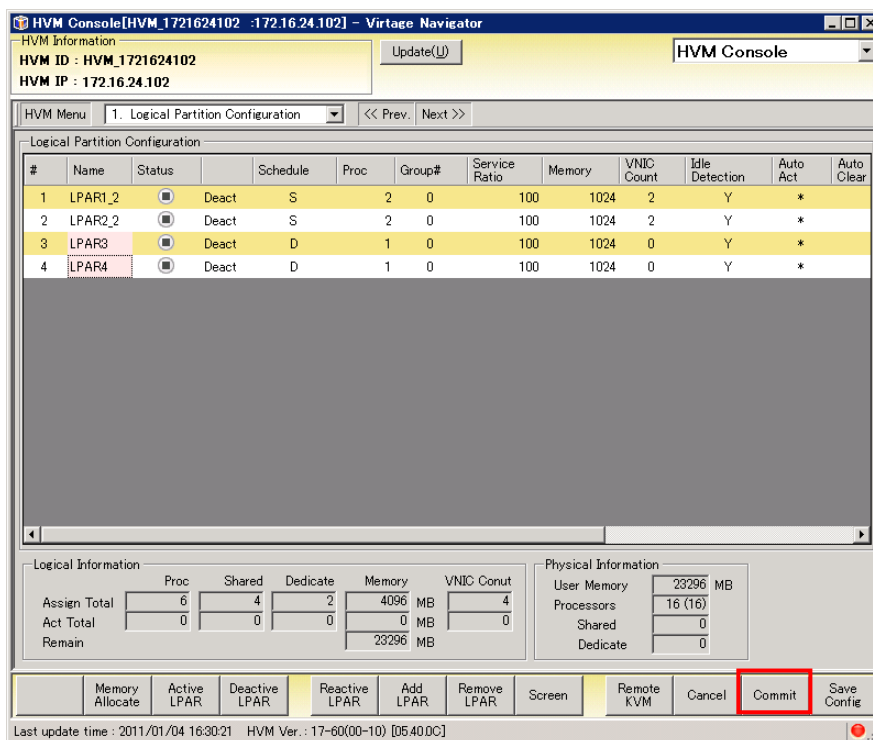 HVM Console[HVM_1721624102 :172.16.24.102] - Virtage Navigator
HVM Information
HVM ID : HVM_1721624102
HVM IP : 172.16.24.102
Update(U)
HVM Console
HVM Menu 1. Logical Partition Configuration << Prev. Next >>
Logical Partition Configuration
# Name Status Schedule Proc Group# Service Ratio Memory VNIC Count Idle Detection Auto Act Auto Clear
1 LPAR1_2 Deact S 2 0 100 1024 2 Y *
2 LPAR2_2 Deact S 2 0 100 1024 2 Y *
3 LPAR3 Deact D 1 0 100 1024 0 Y *
4 LPAR4 Deact D 1 0 100 1024 0 Y *
Logical Information
Proc Shared Dedicate Memory VNIC Conut
Assign Total 6 4 2 4096 MB 4
Act Total 0 0 0 0 MB 0
Remain 23296 MB
Physical Information
User Memory 23296 MB
Processors 16 (16)
Shared 0
Dedicate 0
Memory Allocate Active LPAR Deactive LPAR Reactive LPAR Add LPAR Remove LPAR Screen Remote KVM Cancel Commit Save Config
Last update time : 2011/01/04 16:30:21 HVM Ver. : 17-60(00-10) [05.40.0C]